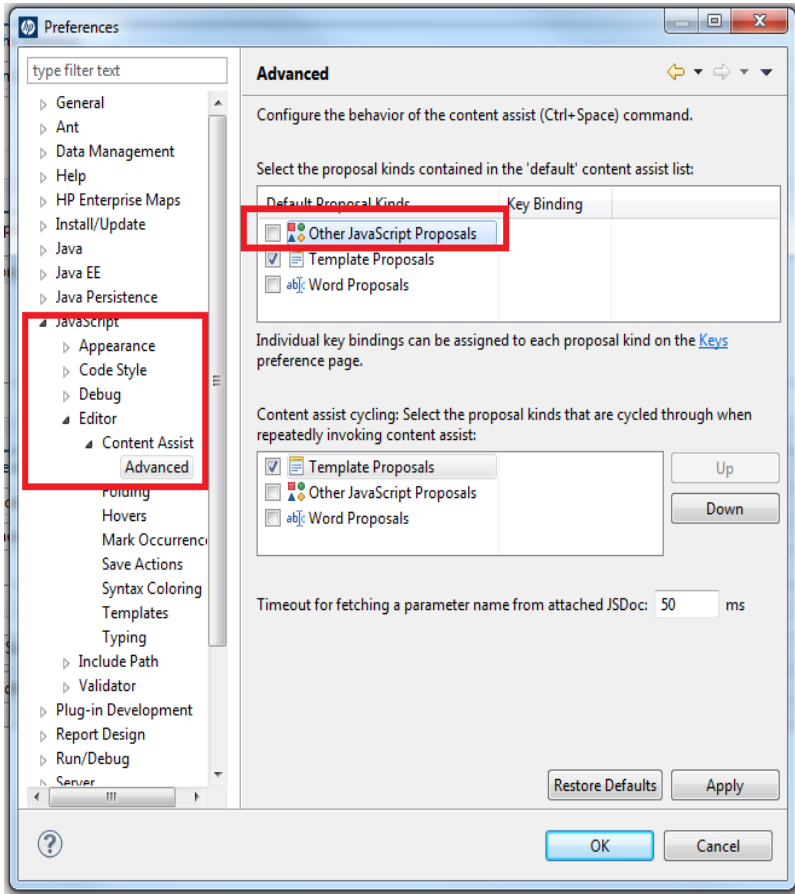 hp Preferences
type filter text
General
Ant
Data Management
Help
HP Enterprise Maps
Install/Update
Java
Java EE
Java Persistence
JavaScript
Appearance
Code Style
Debug
Editor
Content Assist
Advanced
Folding
Hovers
Mark Occurrenc
Save Actions
Syntax Coloring
Templates
Typing
Include Path
Validator
Plug-in Development
Report Design
Run/Debug
Server
Advanced
Configure the behavior of the content assist (Ctrl+Space) command.
Select the proposal kinds contained in the 'default' content assist list:
Default Proposal Kinds Key Binding
Other JavaScript Proposals
Template Proposals
ab Word Proposals
Individual key bindings can be assigned to each proposal kind on the Keys
preference page.
Content assist cycling: Select the proposal kinds that are cycled through when
repeatedly invoking content assist:
Template Proposals
Other JavaScript Proposals
ab Word Proposals
Up
Down
Timeout for fetching a parameter name from attached JSDoc: 50 ms
Restore Defaults Apply
? OK Cancel